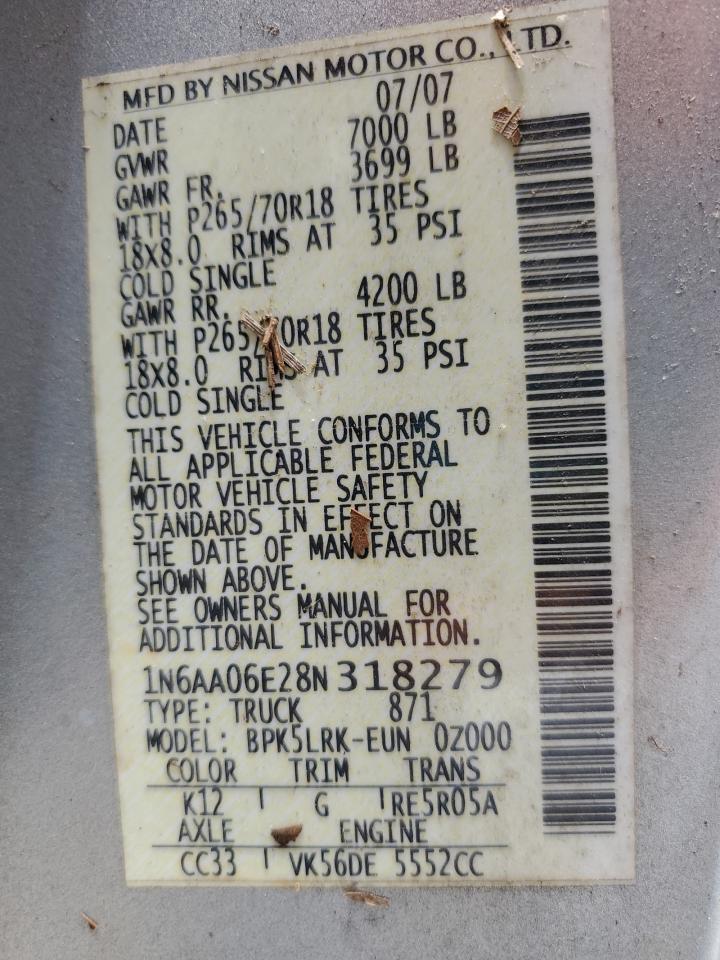 MFD BY NISSAN MOTOR CO., LTD.
DATE 07/07
GVWR 7000 LB
GAWR FR. 3699 LB
WITH P265/70R18 TIRES
18X8.0 RIMS AT 35 PSI
COLD SINGLE
GAWR RR. 4200 LB
WITH P265/70R18 TIRES
18X8.0 RIMS AT 35 PSI
COLD SINGLE
THIS VEHICLE CONFORMS TO
ALL APPLICABLE FEDERAL
MOTOR VEHICLE SAFETY
STANDARDS IN EFFECT ON
THE DATE OF MANUFACTURE
SHOWN ABOVE.
SEE OWNERS MANUAL FOR
ADDITIONAL INFORMATION.
1N6AA06E28N318279
TYPE: TRUCK 871
MODEL: BPK5LRK-EUN 0Z000
COLOR TRIM TRANS
K12 G RE5R05A
AXLE ENGINE
CC33 VK56DE 5552CC